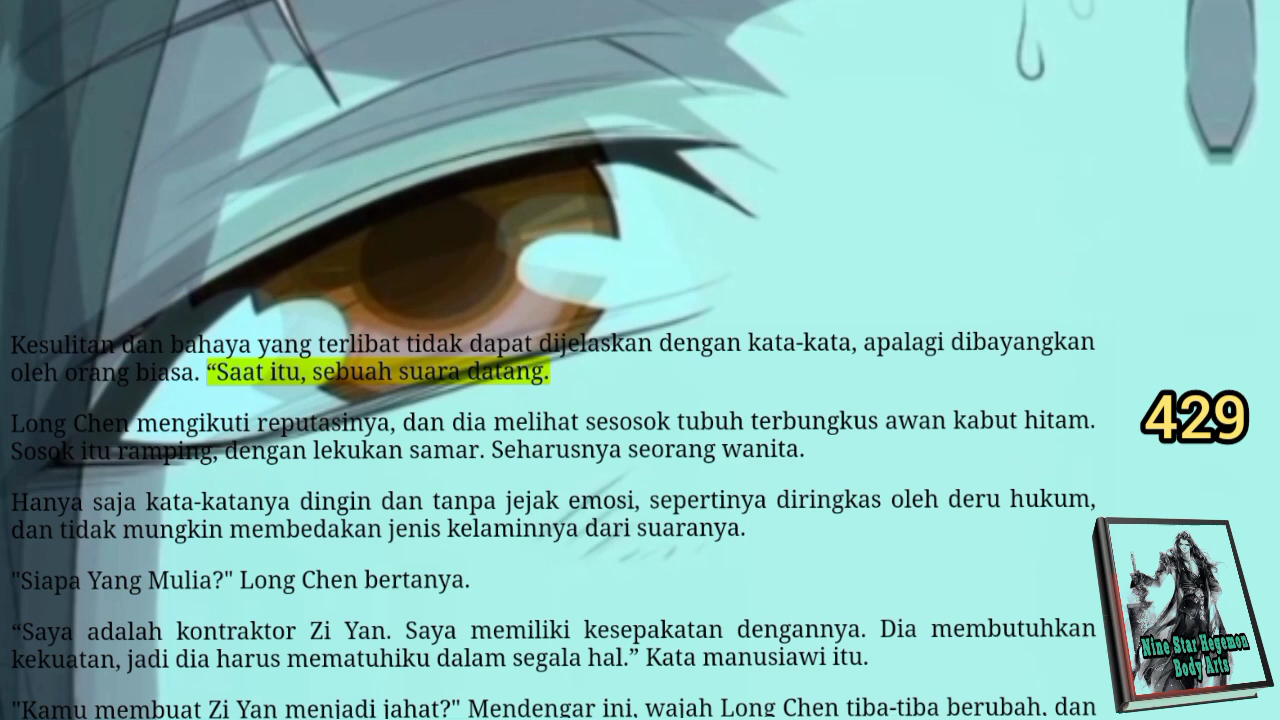 Kesulitan dan bahaya yang terlibat tidak dapat dijelaskan dengan kata-kata, apalagi dibayangkan
oleh orang biasa. “Saat itu, sebuah suara datang.
Long Chen mengikuti reputasinya, dan dia melihat sesosok tubuh terbungkus awan kabut hitam.
Sosok itu ramping, dengan lekukan samar. Seharusnya seorang wanita.
Hanya saja kata-katanya dingin dan tanpa jejak emosi, sepertinya diringkas oleh deru hukum,
dan tidak mungkin membedakan jenis kelaminnya dari suaranya.
"Siapa Yang Mulia?" Long Chen bertanya.
“Saya adalah kontraktor Zi Yan. Saya memiliki kesepakatan dengannya. Dia membutuhkan
kekuatan, jadi dia harus mematuhiku dalam segala hal.” Kata manusiawi itu.
"Kamu membuat Zi Yan menjadi jahat?" Mendengar ini, wajah Long Chen tiba-tiba berubah, dan
429
Nine Star Hegemon
Body Arts